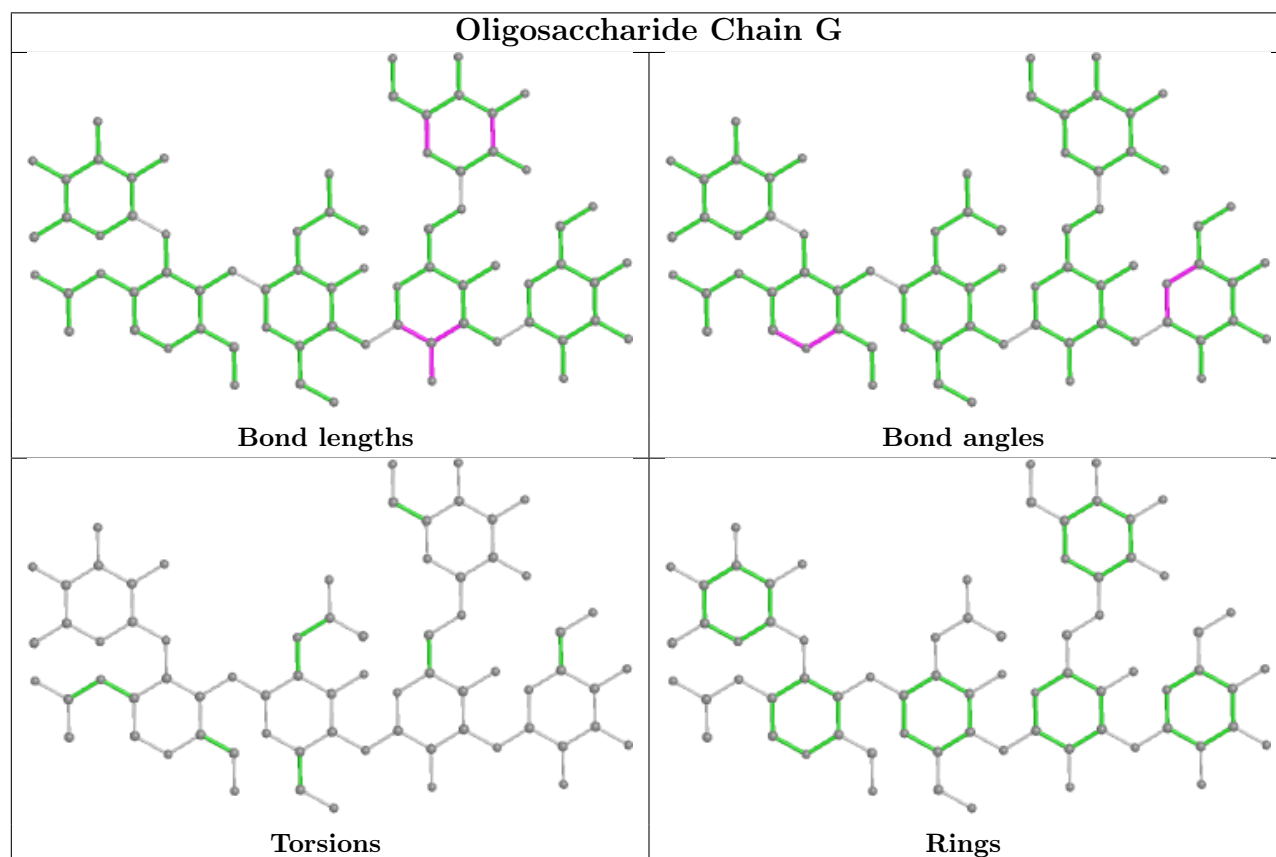 Oligosaccharide Chain G
Bond lengths
Bond angles
Torsions
Rings